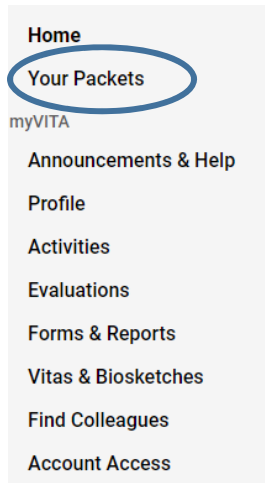 Home
Your Packets
myVITA
Announcements & Help
Profile
Activities
Evaluations
Forms & Reports
Vitas & Biosketches
Find Colleagues
Account Access